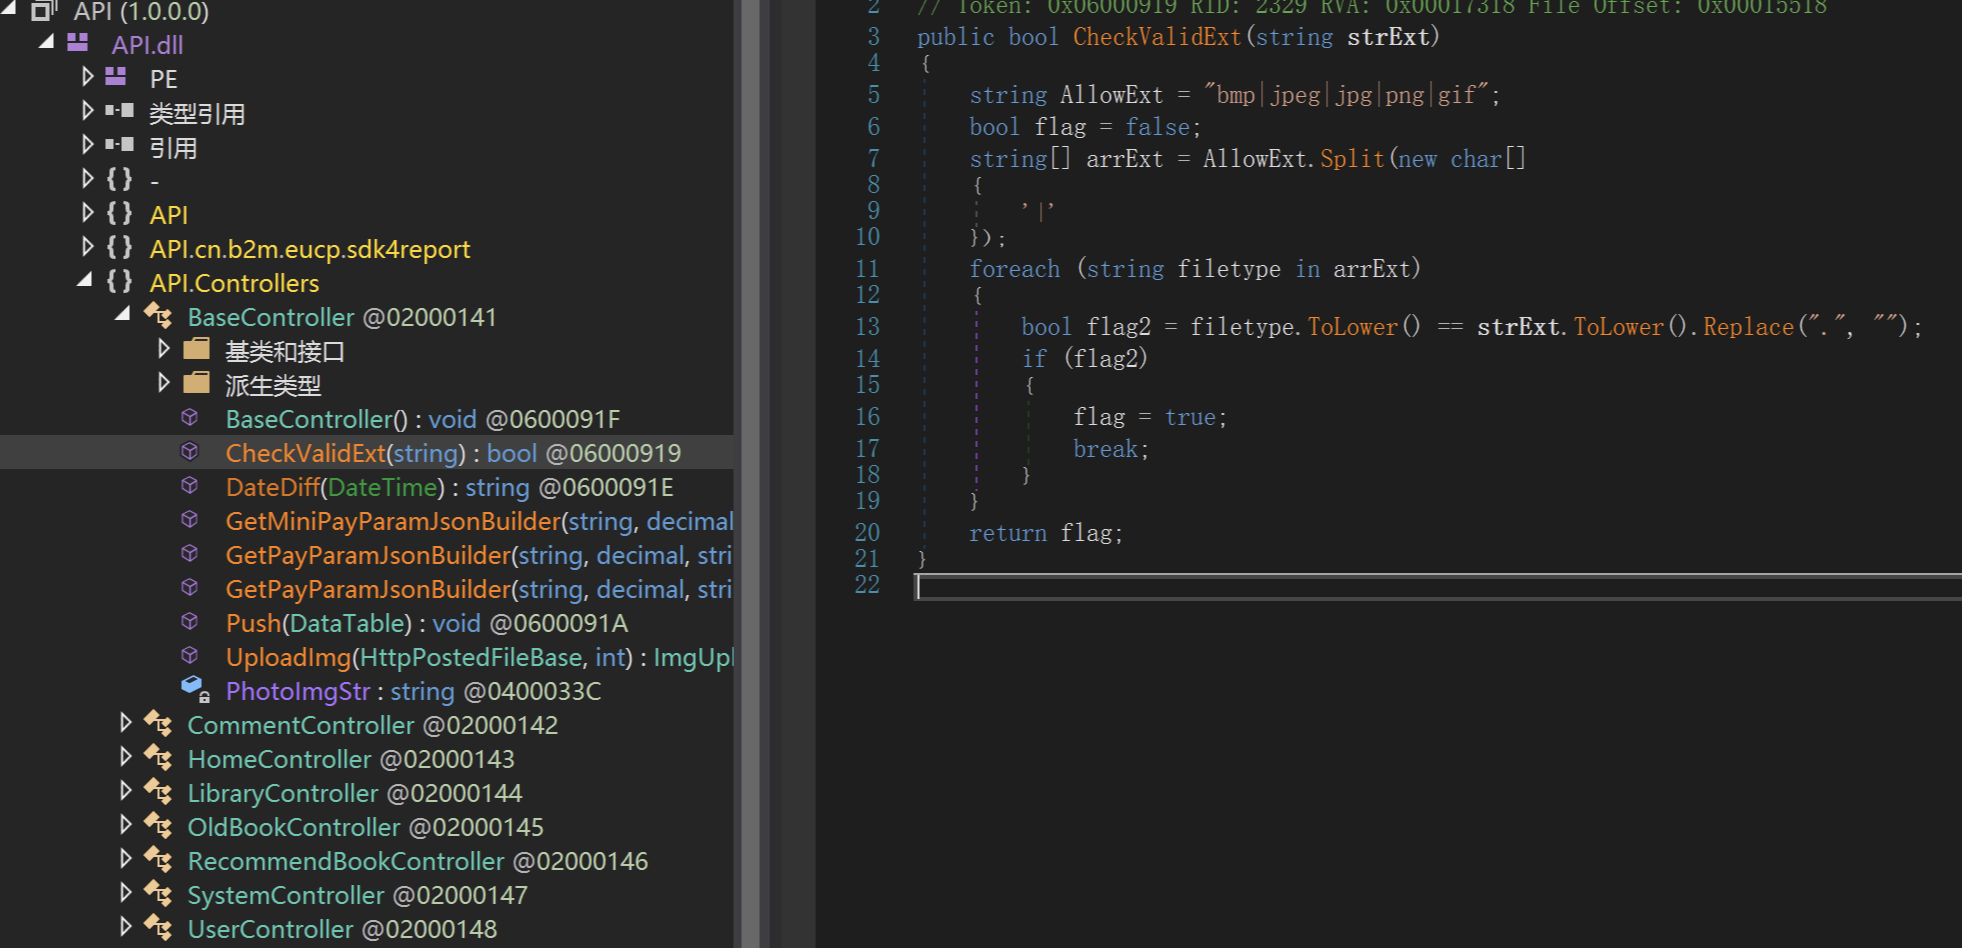 API (1.0.0.0)
API.dll
PE
类型引用
引用
{ } -
{ } API
{ } API.cn.b2m.eucp.sdk4report
{ } API.Controllers
BaseController @02000141
基类和接口
派生类型
BaseController() : void @0600091F
CheckValidExt(string) : bool @06000919
DateDiff(DateTime) : string @0600091E
GetMiniPayParamJsonBuilder(string, decimal
GetPayParamJsonBuilder(string, decimal, stri
GetPayParamJsonBuilder(string, decimal, stri
Push(DataTable) : void @0600091A
UploadImg(HttpPostedFileBase, int) : ImgUpl
PhotoImgStr : string @0400033C
CommentController @02000142
HomeController @02000143
LibraryController @02000144
OldBookController @02000145
RecommendBookController @02000146
SystemController @02000147
UserController @02000148
2 // Token: 0x06000919 RID: 2329 RVA: 0x00017318 File Offset: 0x00015518
3 public bool CheckValidExt(string strExt)
4 {
5 string AllowExt = "bmp|jpeg|jpg|png|gif";
6 bool flag = false;
7 string[] arrExt = AllowExt.Split(new char[]
8 {
9 '|'
10 });
11 foreach (string filetype in arrExt)
12 {
13 bool flag2 = filetype.ToLower() == strExt.ToLower().Replace(".", "");
14 if (flag2)
15 {
16 flag = true;
17 break;
18 }
19 }
20 return flag;
21 }
22